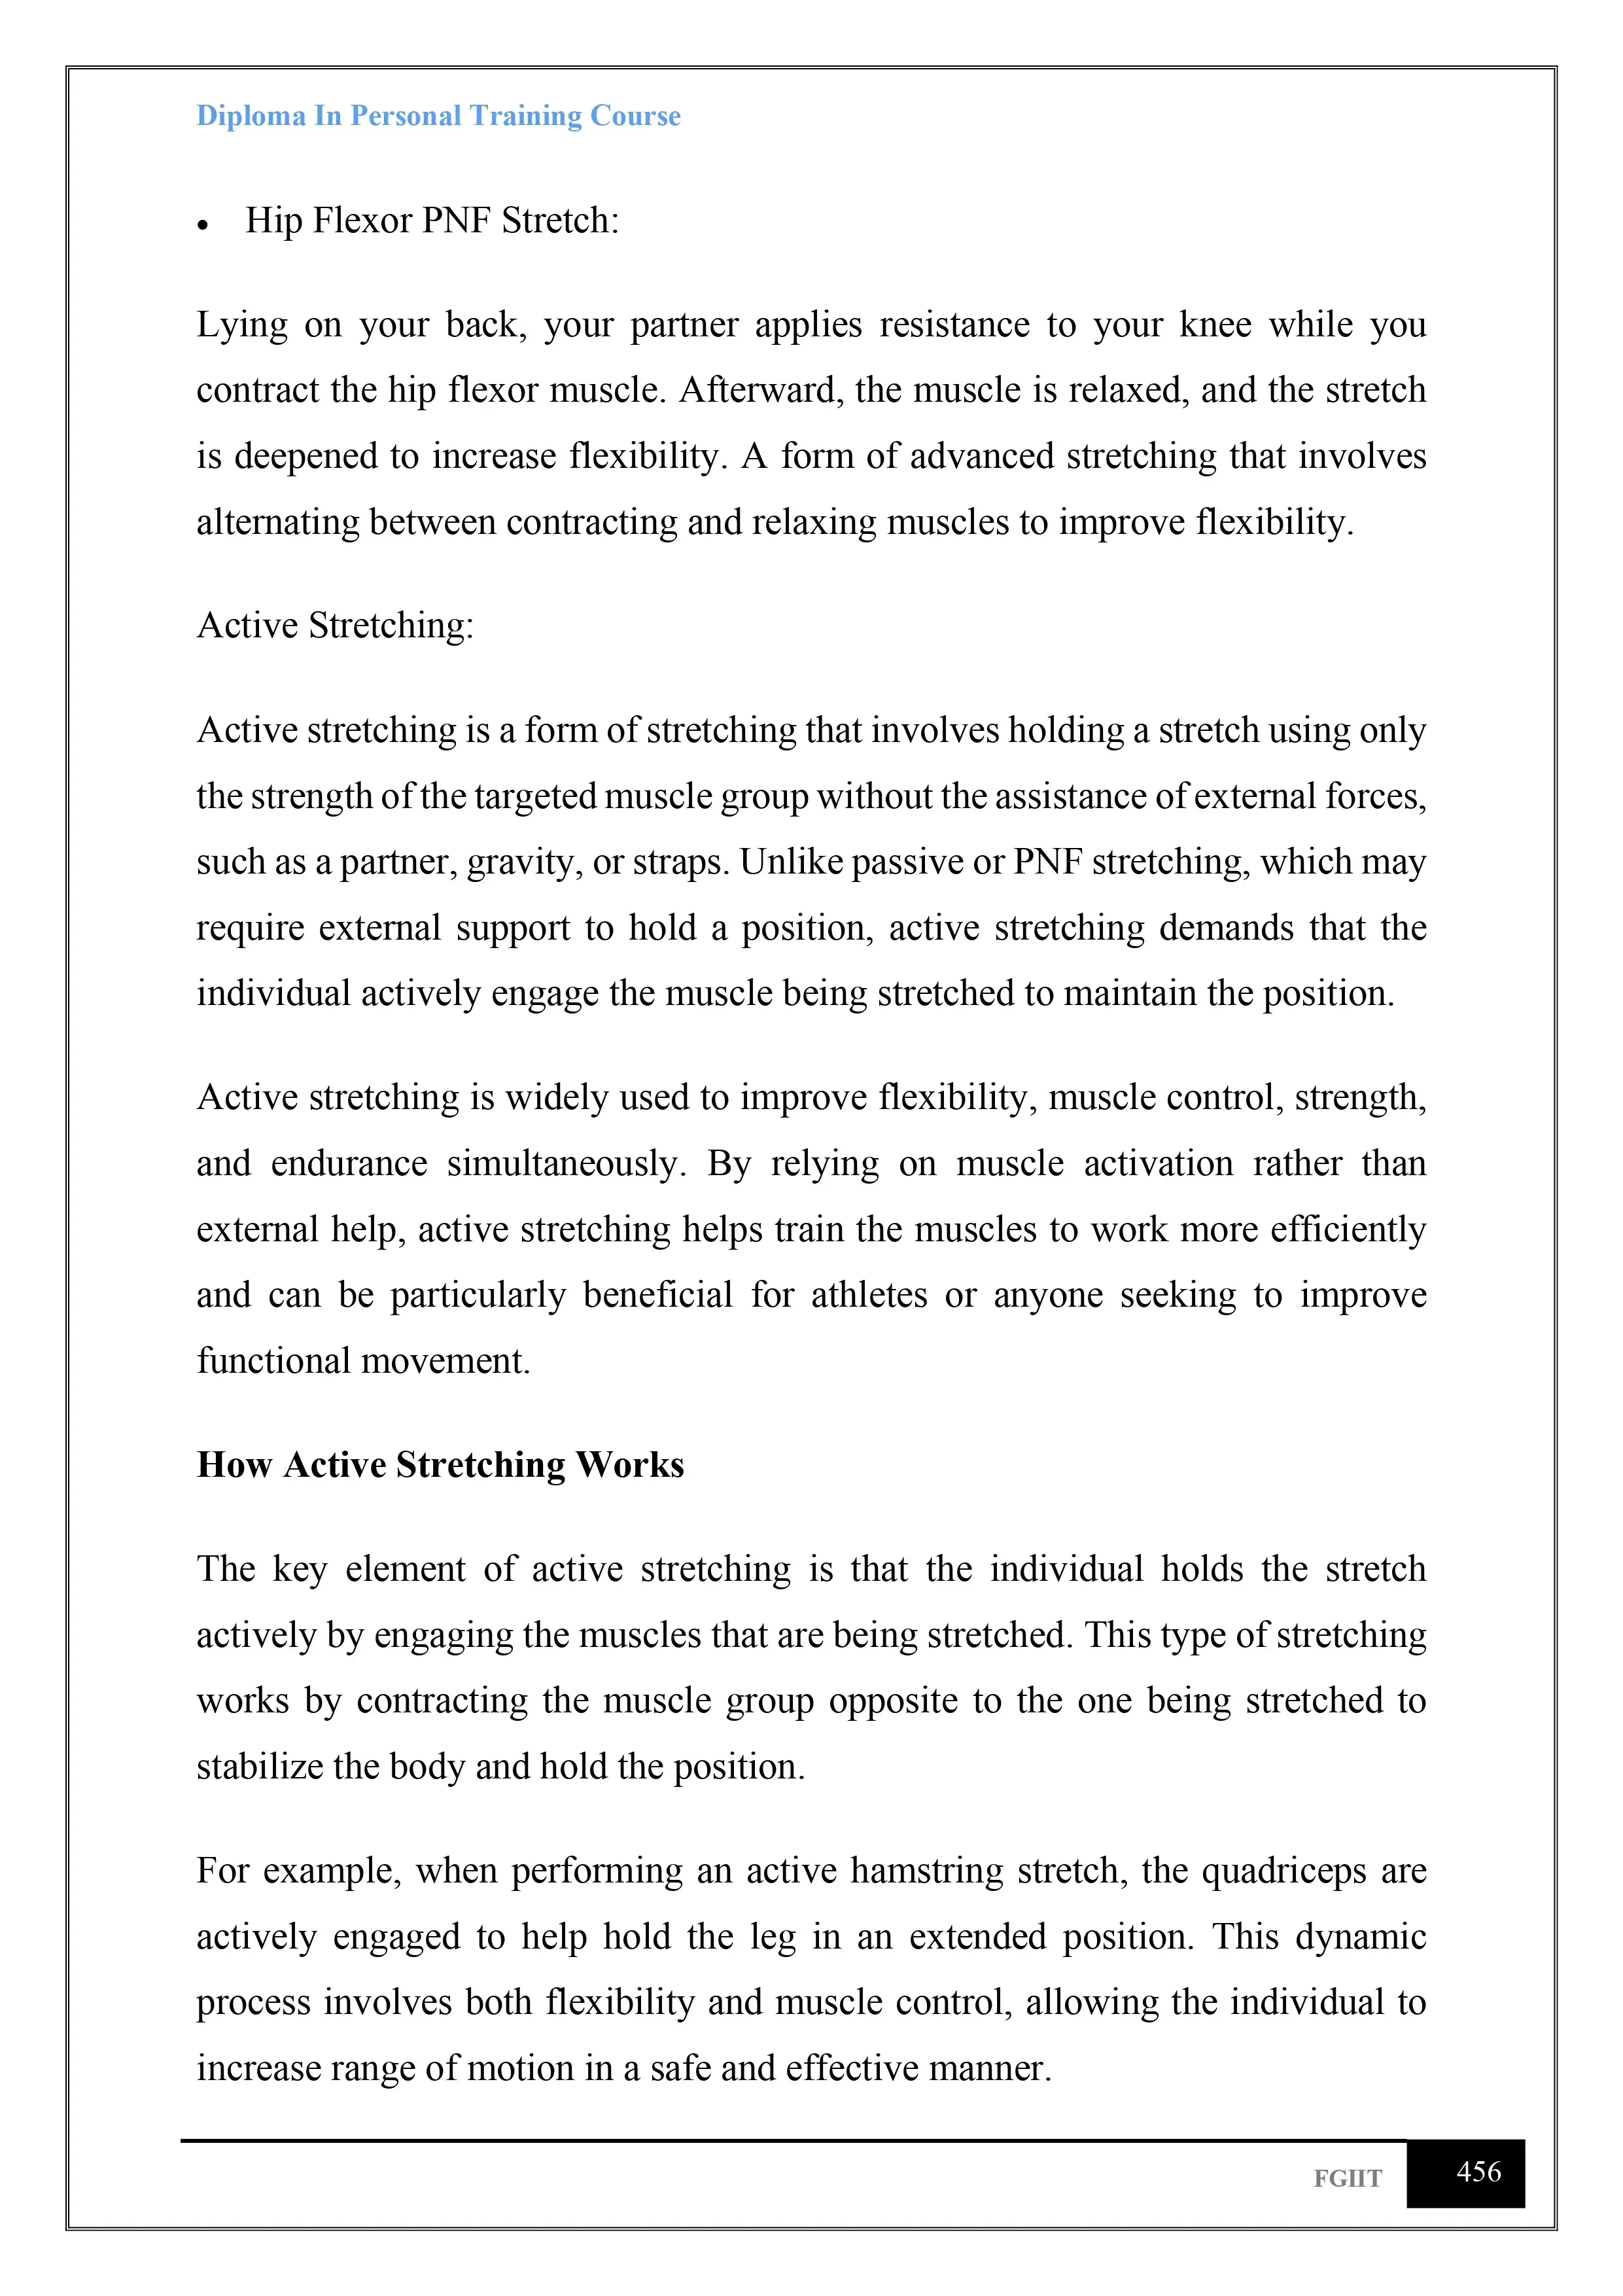 Diploma In Personal Training Course
• Hip Flexor PNF Stretch:
Lying on your back, your partner applies resistance to your knee while you
contract the hip flexor muscle. Afterward, the muscle is relaxed, and the stretch
is deepened to increase flexibility. A form of advanced stretching that involves
alternating between contracting and relaxing muscles to improve flexibility.
Active Stretching:
Active stretching is a form of stretching that involves holding a stretch using only
the strength of the targeted muscle group without the assistance of external forces,
such as a partner, gravity, or straps. Unlike passive or PNF stretching, which may
require external support to hold a position, active stretching demands that the
individual actively engage the muscle being stretched to maintain the position.
Active stretching is widely used to improve flexibility, muscle control, strength,
and endurance simultaneously. By relying on muscle activation rather than
external help, active stretching helps train the muscles to work more efficiently
and can be particularly beneficial for athletes or anyone seeking to improve
functional movement.
How Active Stretching Works
The key element of active stretching is that the individual holds the stretch
actively by engaging the muscles that are being stretched. This type of stretching
works by contracting the muscle group opposite to the one being stretched to
stabilize the body and hold the position.
For example, when performing an active hamstring stretch, the quadriceps are
actively engaged to help hold the leg in an extended position. This dynamic
process involves both flexibility and muscle control, allowing the individual to
increase range of motion in a safe and effective manner.
FGIIT 456